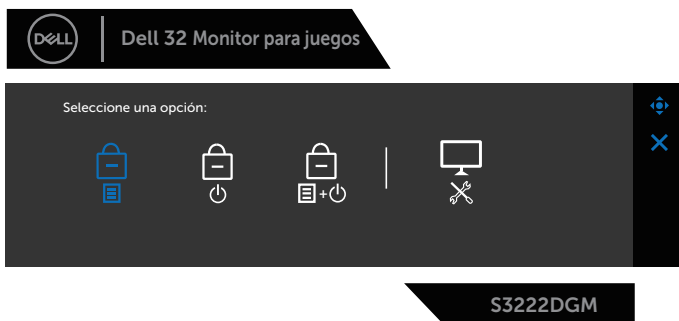 DELL
Dell 32 Monitor para juegos
Seleccione una opción:
+
S3222DGM